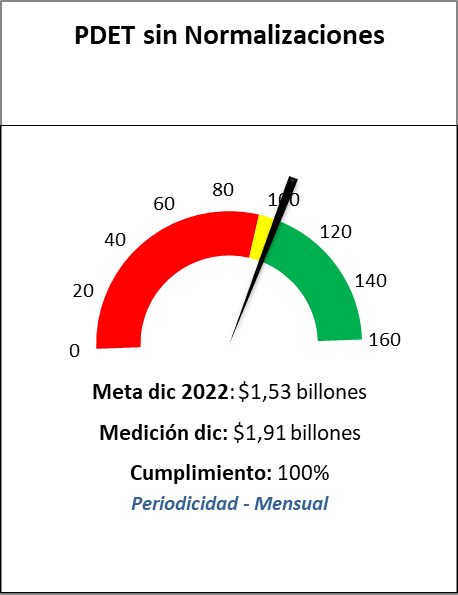 PDET sin Normalizaciones
80
100
60
120
40
140
20
160
0
Meta dic 2022: $1,53 billones
Medición dic: $1,91 billones
Cumplimiento: 100%
Periodicidad - Mensual